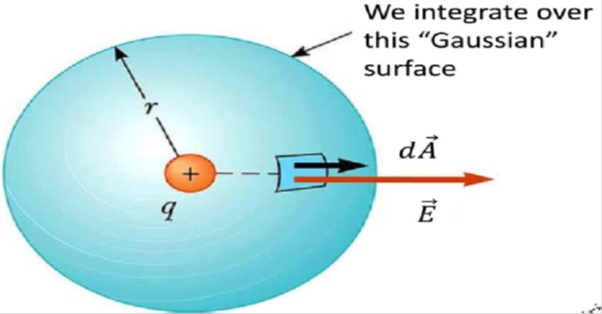 We integrate over
this “Gaussian”
surface
r
dA⃗
+
q
E⃗